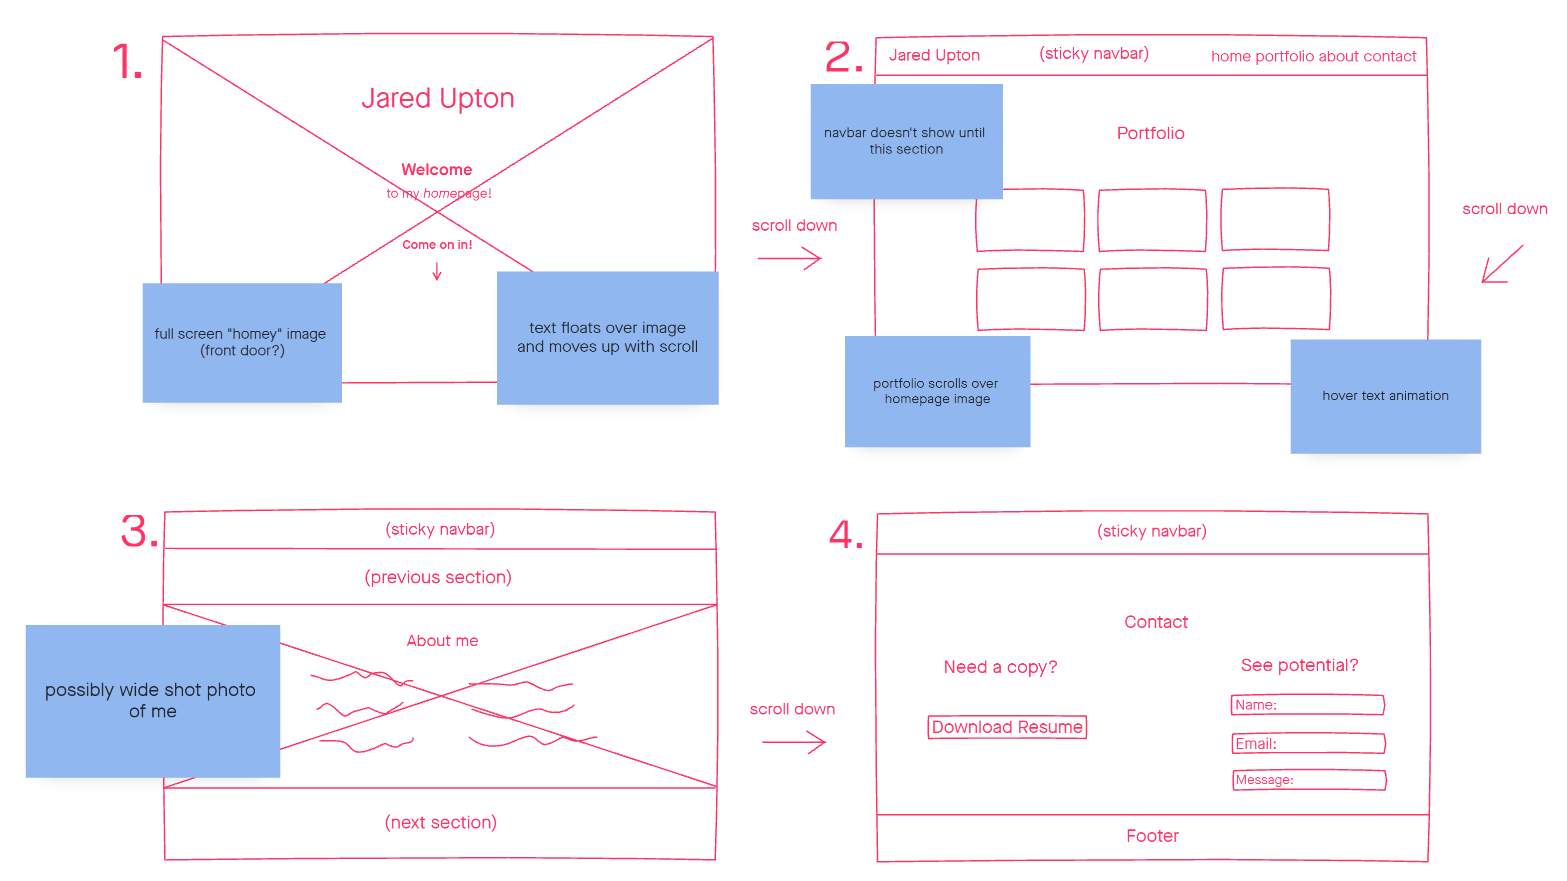 1.
Jared Upton
Welcome
to my homepage!
Come on in!
full screen "homey" image
(front door?)
text floats over image
and moves up with scroll
scroll down
2.
Jared Upton
(sticky navbar)
home portfolio about contact
navbar doesn't show until
this section
Portfolio
portfolio scrolls over
homepage image
hover text animation
scroll down
3.
(sticky navbar)
(previous section)
About me
possibly wide shot photo
of me
(next section)
scroll down
4.
(sticky navbar)
Contact
Need a copy?
Download Resume
See potential?
Name:
Email:
Message:
Footer